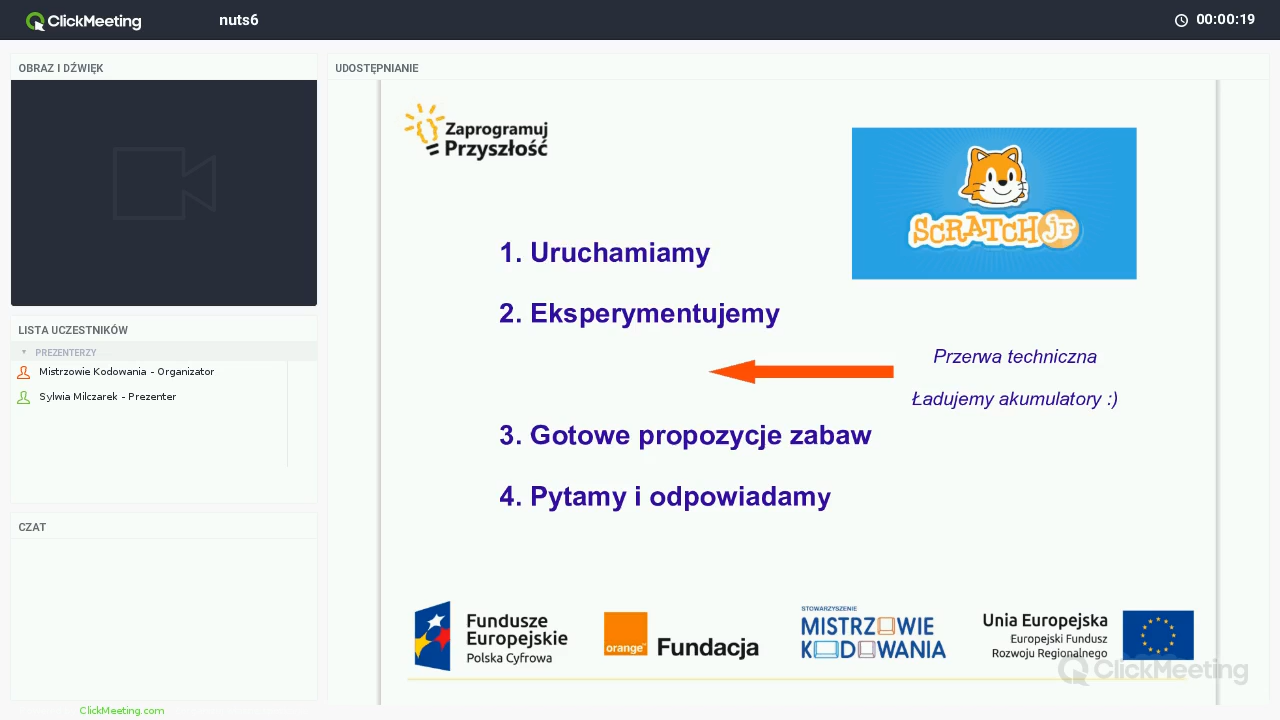 ClickMeeting
nuts6
00:00:19
OBRAZ I DŹWIĘK
LISTA UCZESTNIKÓW
PREZENTERZY
Mistrzowie Kodowania - Organizator
Sylwia Milczarek - Prezenter
CZAT
ClickMeeting.com
UDOSTĘPNIANIE
Zaprogramuj
Przyszłość
SCRATCH jr
1. Uruchamiamy
2. Eksperymentujemy
Przerwa techniczna
Ładujemy akumulatory :)
3. Gotowe propozycje zabaw
4. Pytamy i odpowiadamy
Fundusze
Europejskie
Polska Cyfrowa
orange™
Fundacja
STOWARZYSZENIE
MISTRZOWIE
KODOWANIA
Unia Europejska
Europejski Fundusz
Rozwoju Regionalnego
ClickMeeting